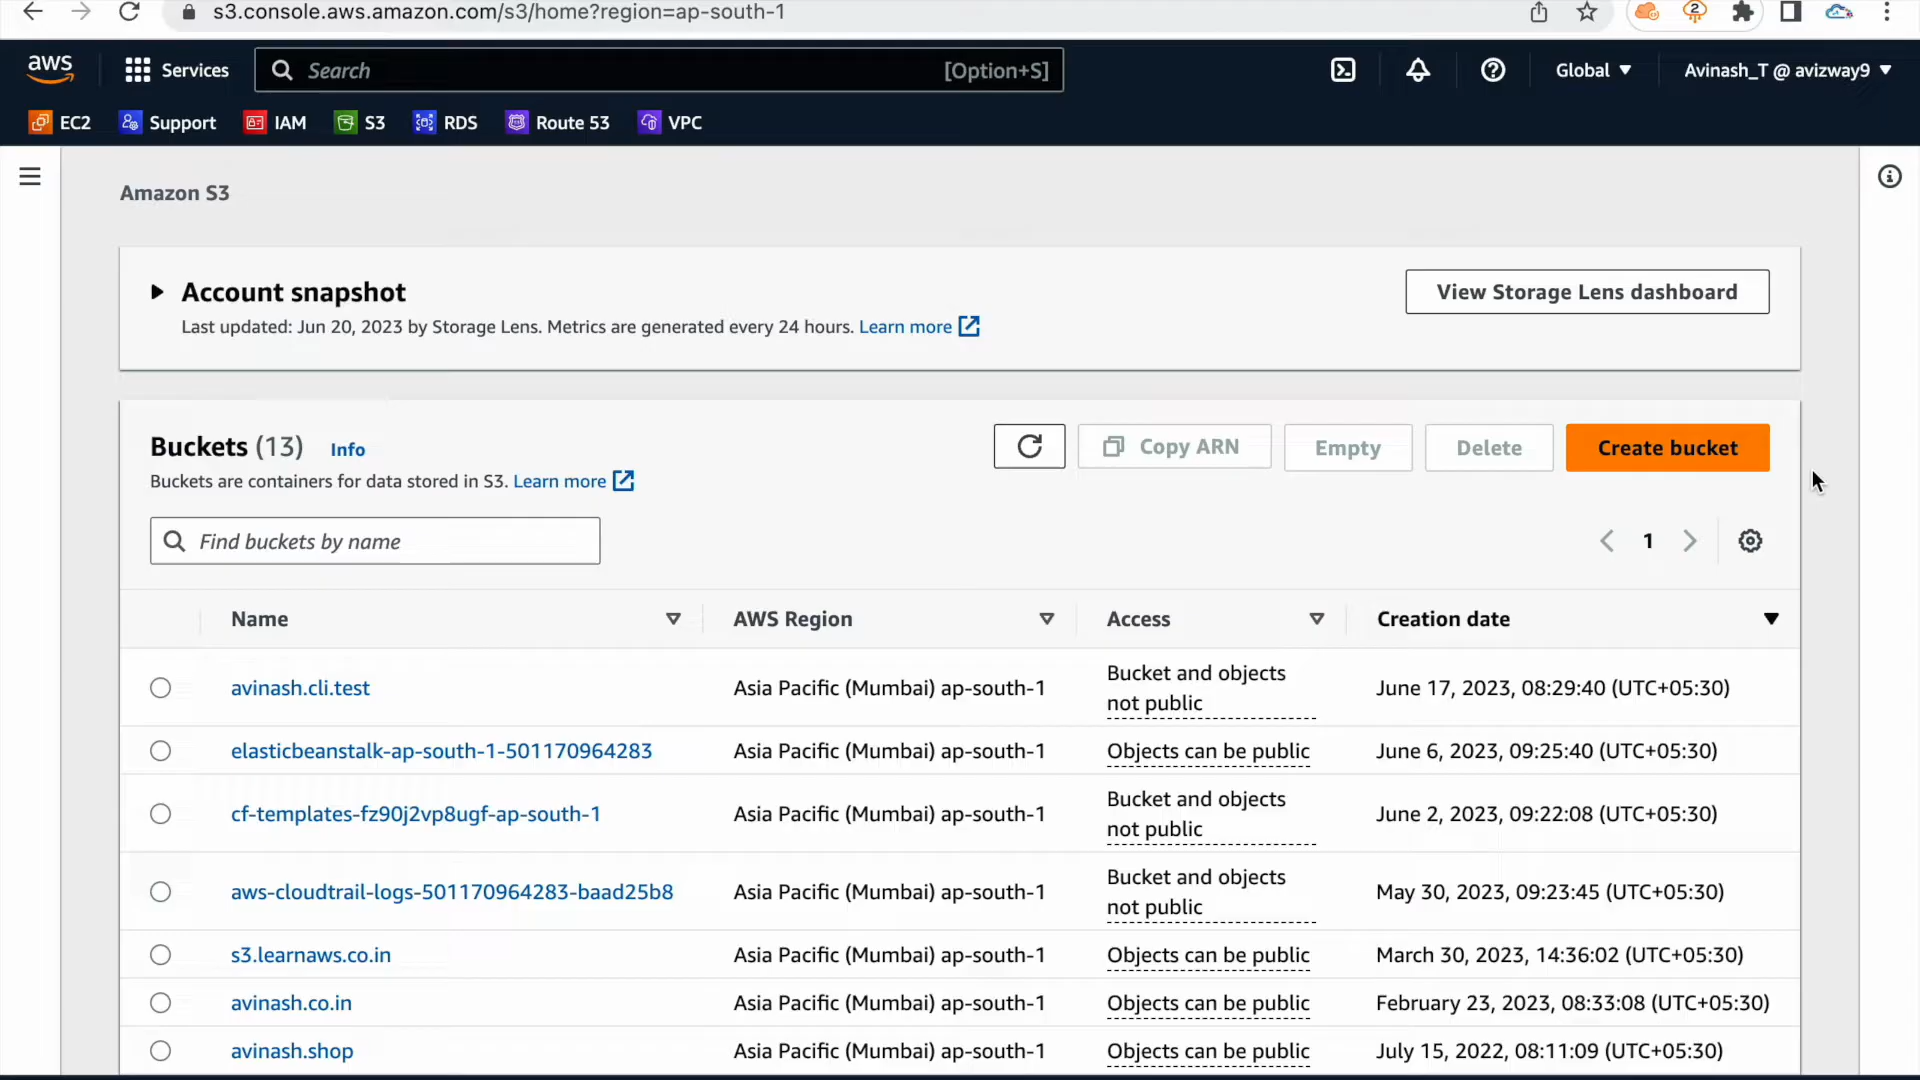 s3.console.aws.amazon.com/s3/home?region=ap-south-1
2
aws Services Search [Option+S] Global ▼ Avinash_T @ avizway9 ▼
EC2 Support IAM S3 RDS Route 53 VPC
Amazon S3
Account snapshot
View Storage Lens dashboard
Last updated: Jun 20, 2023 by Storage Lens. Metrics are generated every 24 hours. Learn more
Buckets (13) Info
Copy ARN Empty Delete Create bucket
Buckets are containers for data stored in S3. Learn more
Find buckets by name
1
Name AWS Region Access Creation date
avinash.cli.test Asia Pacific (Mumbai) ap-south-1 Bucket and objects not public June 17, 2023, 08:29:40 (UTC+05:30)
elasticbeanstalk-ap-south-1-501170964283 Asia Pacific (Mumbai) ap-south-1 Objects can be public June 6, 2023, 09:25:40 (UTC+05:30)
cf-templates-fz90j2vp8ugf-ap-south-1 Asia Pacific (Mumbai) ap-south-1 Bucket and objects not public June 2, 2023, 09:22:08 (UTC+05:30)
aws-cloudtrail-logs-501170964283-baad25b8 Asia Pacific (Mumbai) ap-south-1 Bucket and objects not public May 30, 2023, 09:23:45 (UTC+05:30)
s3.learnaws.co.in Asia Pacific (Mumbai) ap-south-1 Objects can be public March 30, 2023, 14:36:02 (UTC+05:30)
avinash.co.in Asia Pacific (Mumbai) ap-south-1 Objects can be public February 23, 2023, 08:33:08 (UTC+05:30)
avinash.shop Asia Pacific (Mumbai) ap-south-1 Objects can be public July 15, 2022, 08:11:09 (UTC+05:30)